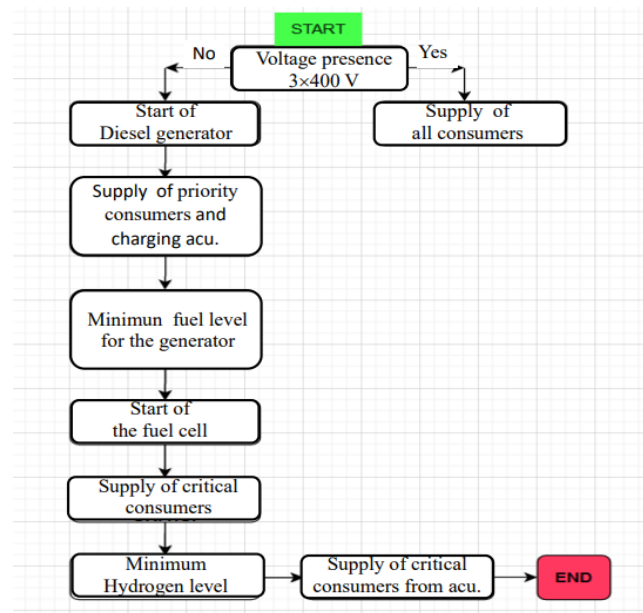 START
No
Voltage presence
3×400 V
Yes
Start of
Diesel generator
Supply of
all consumers
Supply of priority
consumers and
charging acu.
Minimun fuel level
for the generator
Start of
the fuel cell
Supply of critical
consumers
Minimum
Hydrogen level
Supply of critical
consumers from acu.
END